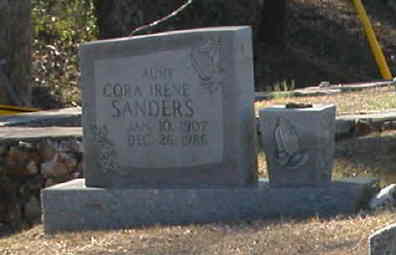 AUNT
CORA IRENE
SANDERS
JAN. 10, 1907
DEC. 26, 1986